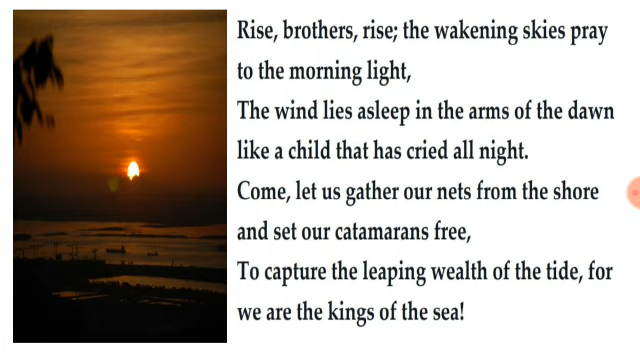 Rise, brothers, rise; the wakening skies pray
to the morning light,
The wind lies asleep in the arms of the dawn
like a child that has cried all night.
Come, let us gather our nets from the shore
and set our catamarans free,
To capture the leaping wealth of the tide, for
we are the kings of the sea!